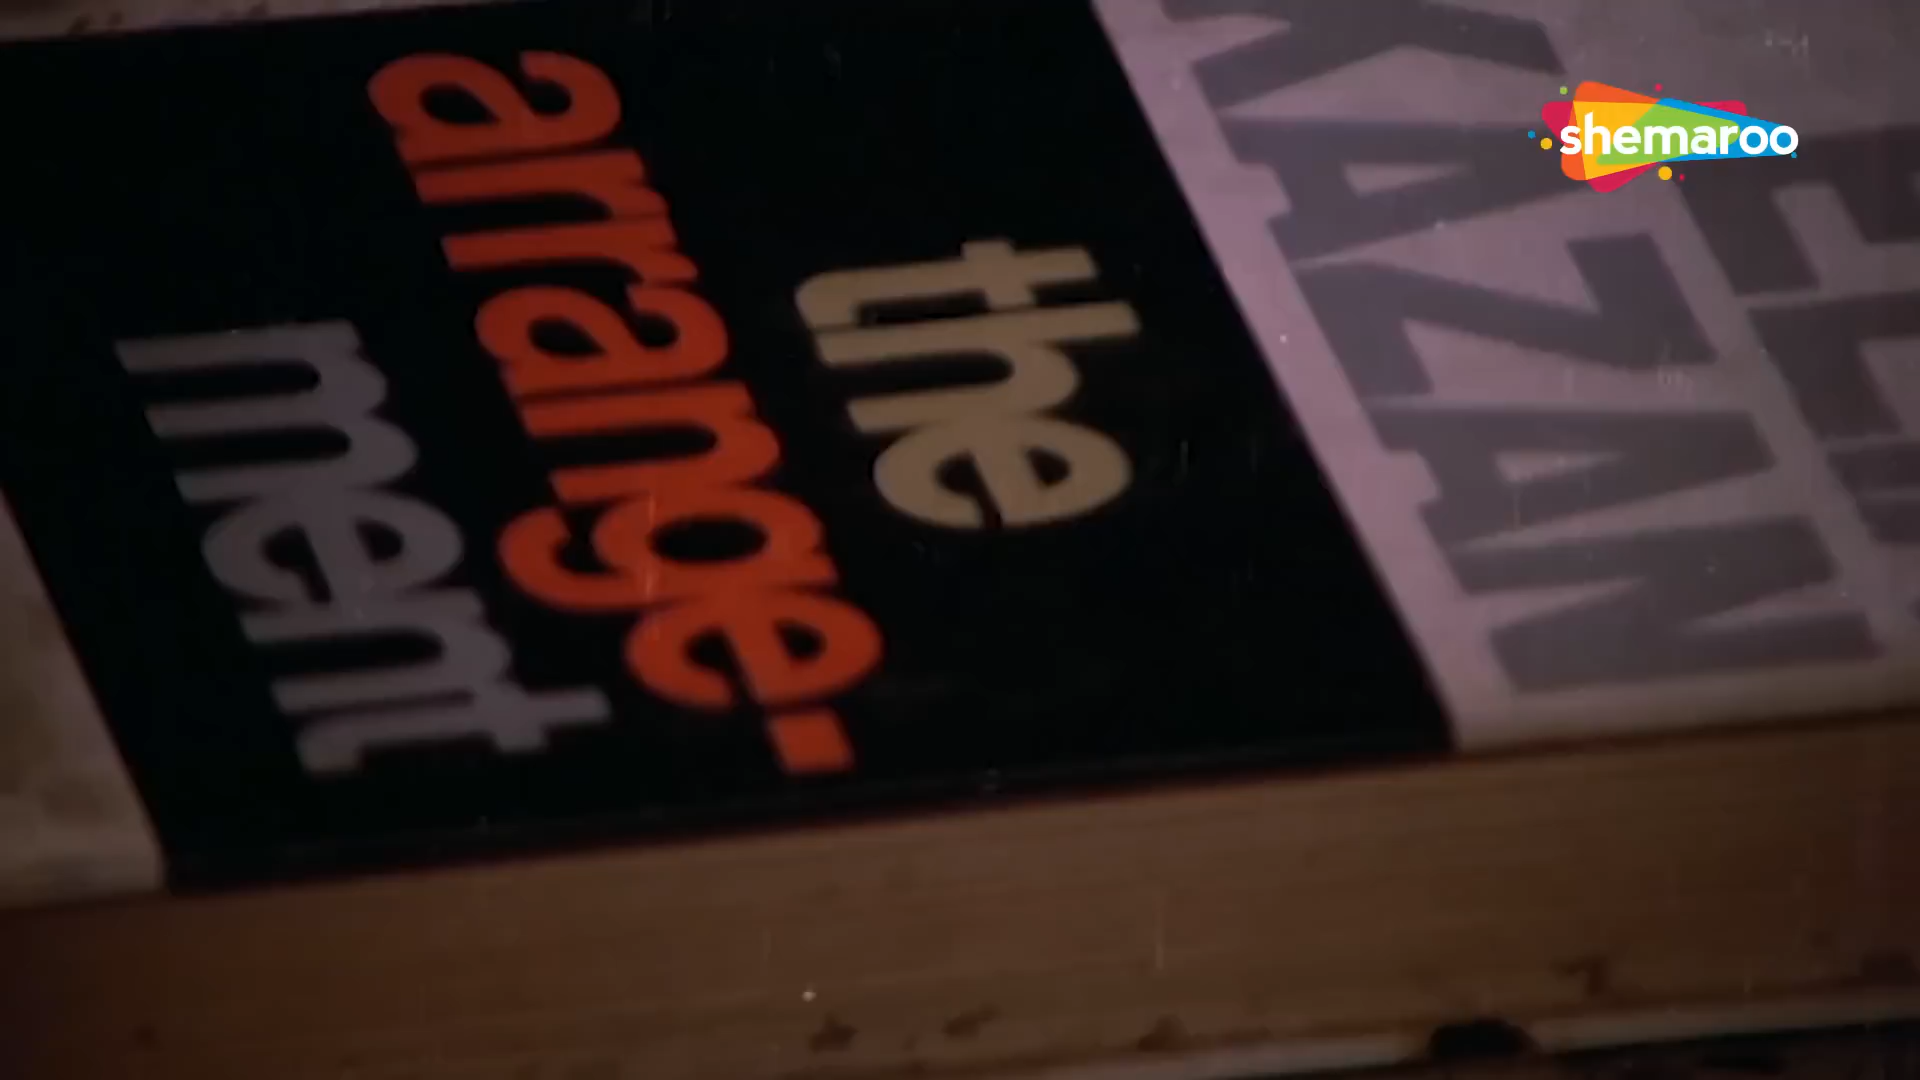 shemaroo
KAZAN
the
arrange-
ment